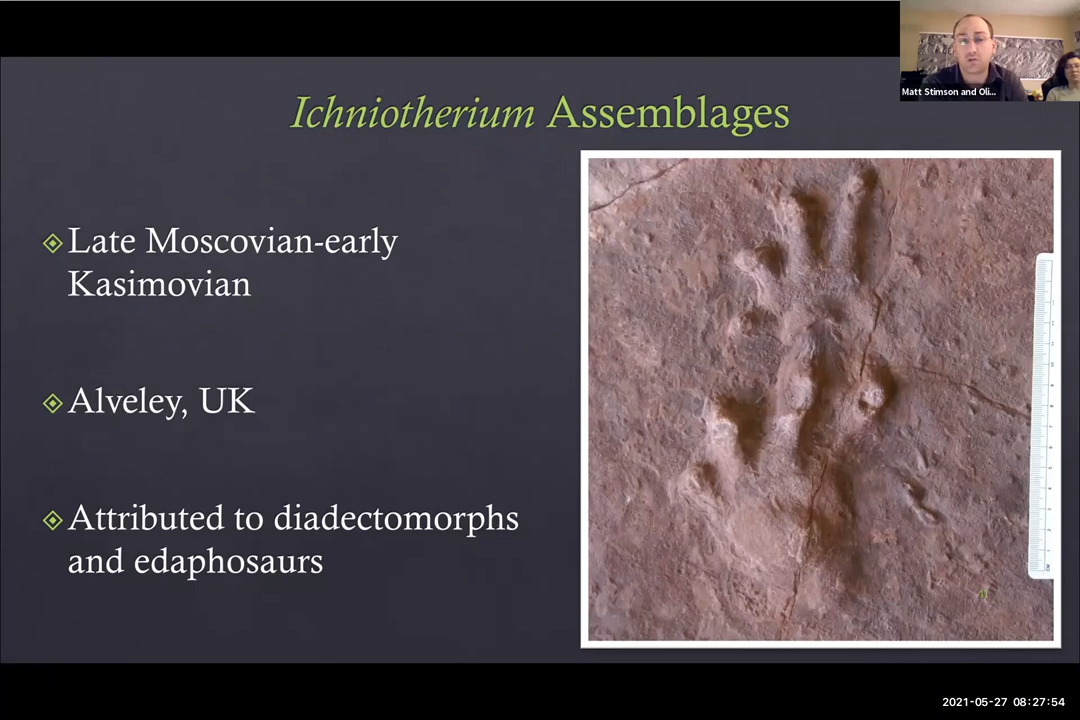 Matt Stimson and Oli...
Ichniotherium Assemblages
Late Moscovian-early
Kasimovian
Alveley, UK
Attributed to diadectomorphs
and edaphosaurs
2021-05-27 08:27:54